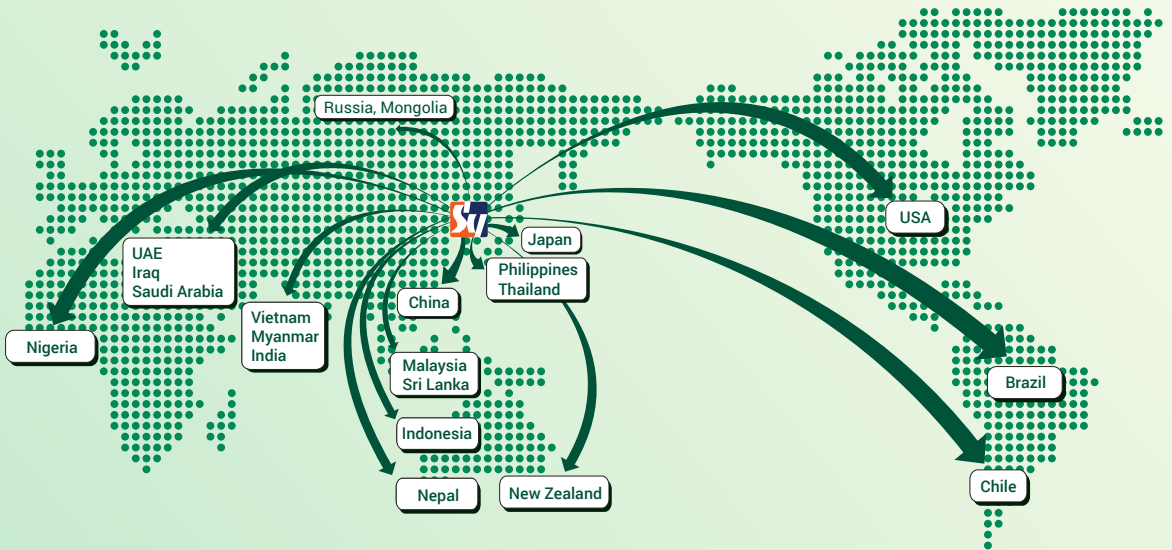 Russia, Mongolia
USA
Japan
UAE
Iraq
Saudi Arabia
Philippines
Thailand
China
Vietnam
Myanmar
India
Nigeria
Malaysia
Sri Lanka
Brazil
Indonesia
Nepal
New Zealand
Chile